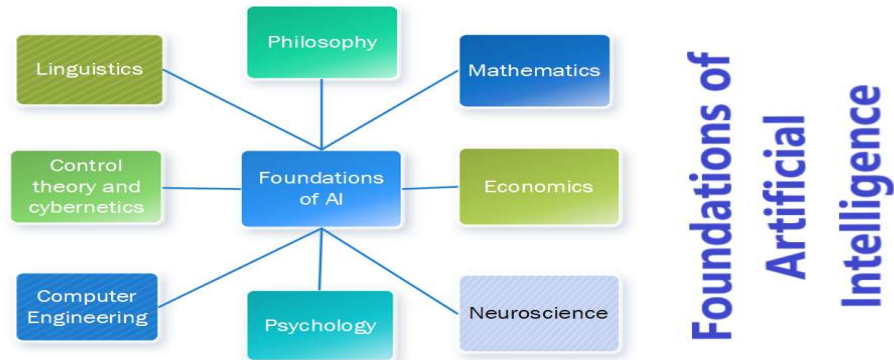 Philosophy
Linguistics
Mathematics
Control
theory and
cybernetics
Foundations
of AI
Economics
Computer
Engineering
Psychology
Neuroscience
Foundations of
Artificial
Intelligence